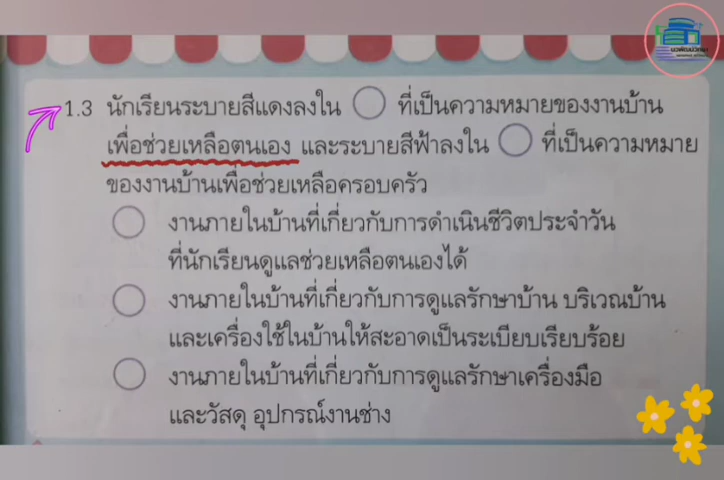 1.3 นักเรียนระบายสีแดงลงใน ที่เป็นความหมายของงานบ้าน
เพื่อช่วยเหลือตนเอง และระบายสีฟ้าลงใน ที่เป็นความหมาย
ของงานบ้านเพื่อช่วยเหลือครอบครัว
งานภายในบ้านที่เกี่ยวกับการดำเนินชีวิตประจำวัน
ที่นักเรียนดูแลช่วยเหลือตนเองได้
งานภายในบ้านที่เกี่ยวกับการดูแลรักษาบ้าน บริเวณบ้าน
และเครื่องใช้ในบ้านให้สะอาดเป็นระเบียบเรียบร้อย
งานภายในบ้านที่เกี่ยวกับการดูแลรักษาเครื่องมือ
และวัสดุ อุปกรณ์งานช่าง